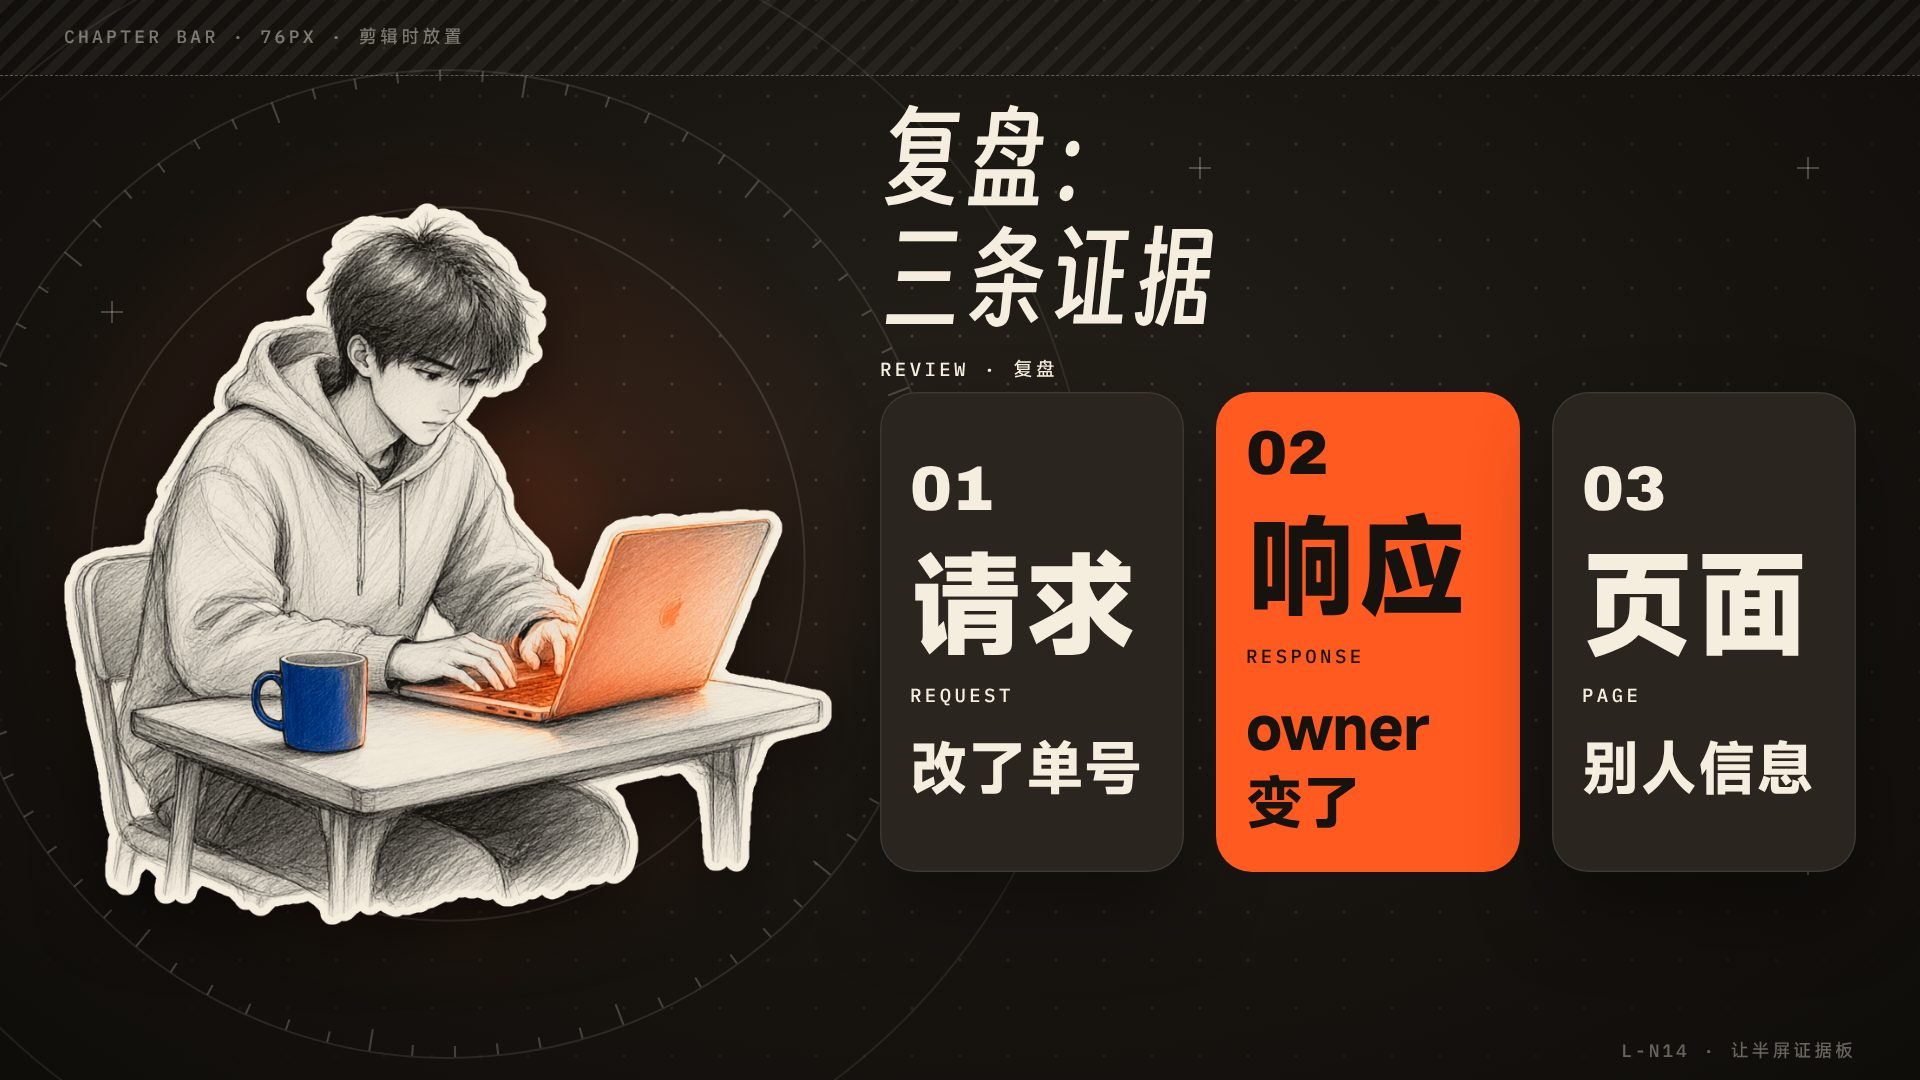 CHAPTER BAR · 76PX · 剪辑时放置
复盘：
三条证据
REVIEW · 复盘
01
请求
REQUEST
改了单号
02
响应
RESPONSE
owner
变了
03
页面
PAGE
别人信息
L-N14 · 让半屏证据板